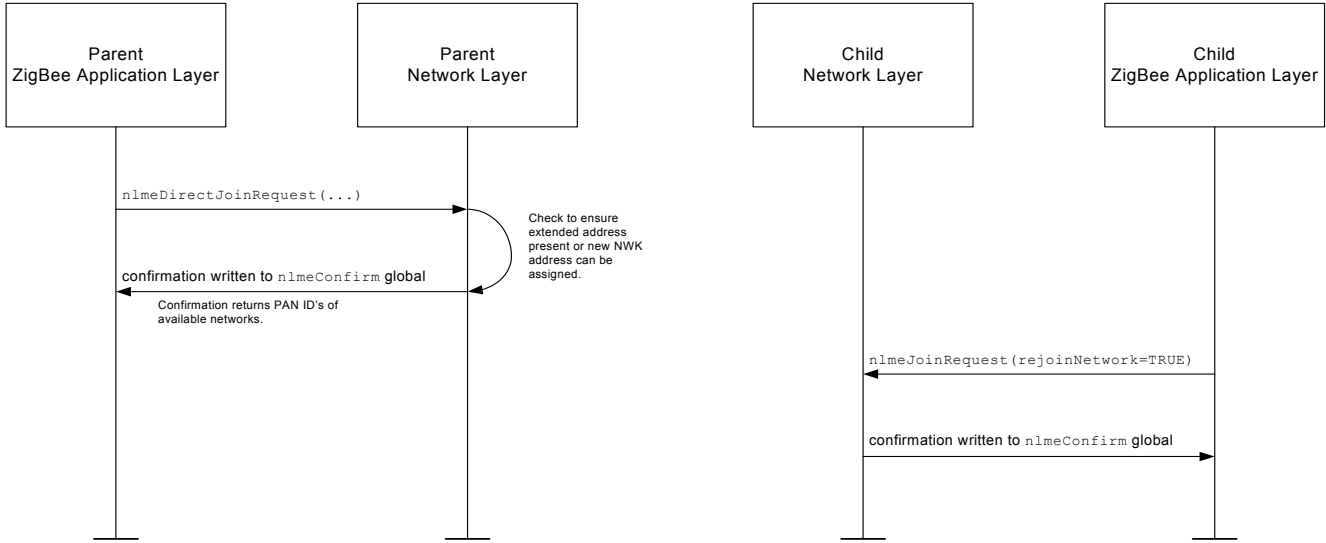 Parent
ZigBee Application Layer
Parent
Network Layer
Child
Network Layer
Child
ZigBee Application Layer
nlmeDirectJoinRequest(...)
Check to ensure
extended address
present or new NWK
address can be
assigned.
confirmation written to nlmeConfirm global
Confirmation returns PAN ID's of
available networks.
nlmeJoinRequest(rejoinNetwork=TRUE)
confirmation written to nlmeConfirm global